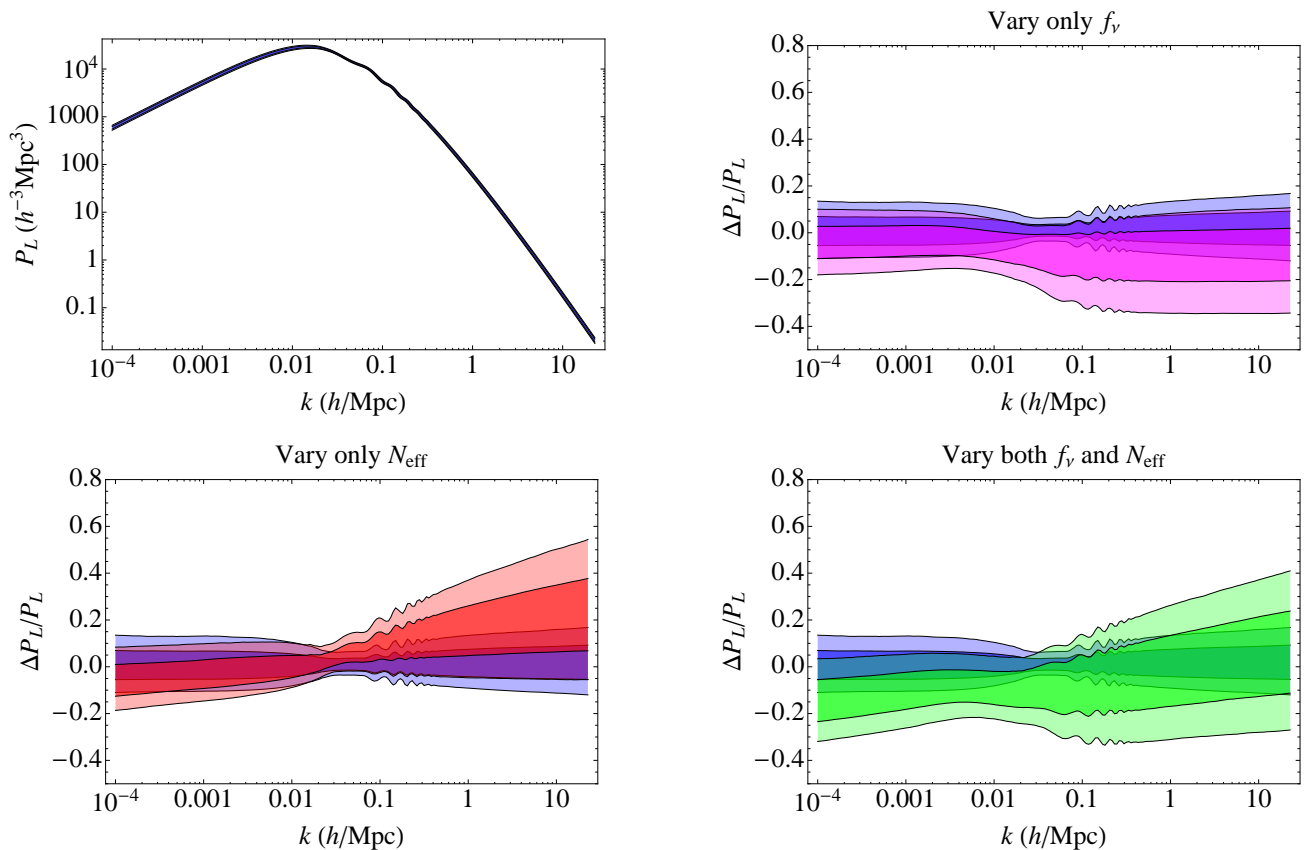 10⁴
1000
100
10
1
0.1
P_L (h⁻³Mpc³)
10⁻⁴ 0.001 0.01 0.1 1 10
k (h/Mpc)
Vary only f_ν
0.8
0.6
0.4
0.2
0.0
−0.2
−0.4
ΔP_L/P_L
10⁻⁴ 0.001 0.01 0.1 1 10
k (h/Mpc)
Vary only N_eff
0.8
0.6
0.4
0.2
0.0
−0.2
−0.4
ΔP_L/P_L
10⁻⁴ 0.001 0.01 0.1 1 10
k (h/Mpc)
Vary both f_ν and N_eff
0.8
0.6
0.4
0.2
0.0
−0.2
−0.4
ΔP_L/P_L
10⁻⁴ 0.001 0.01 0.1 1 10
k (h/Mpc)